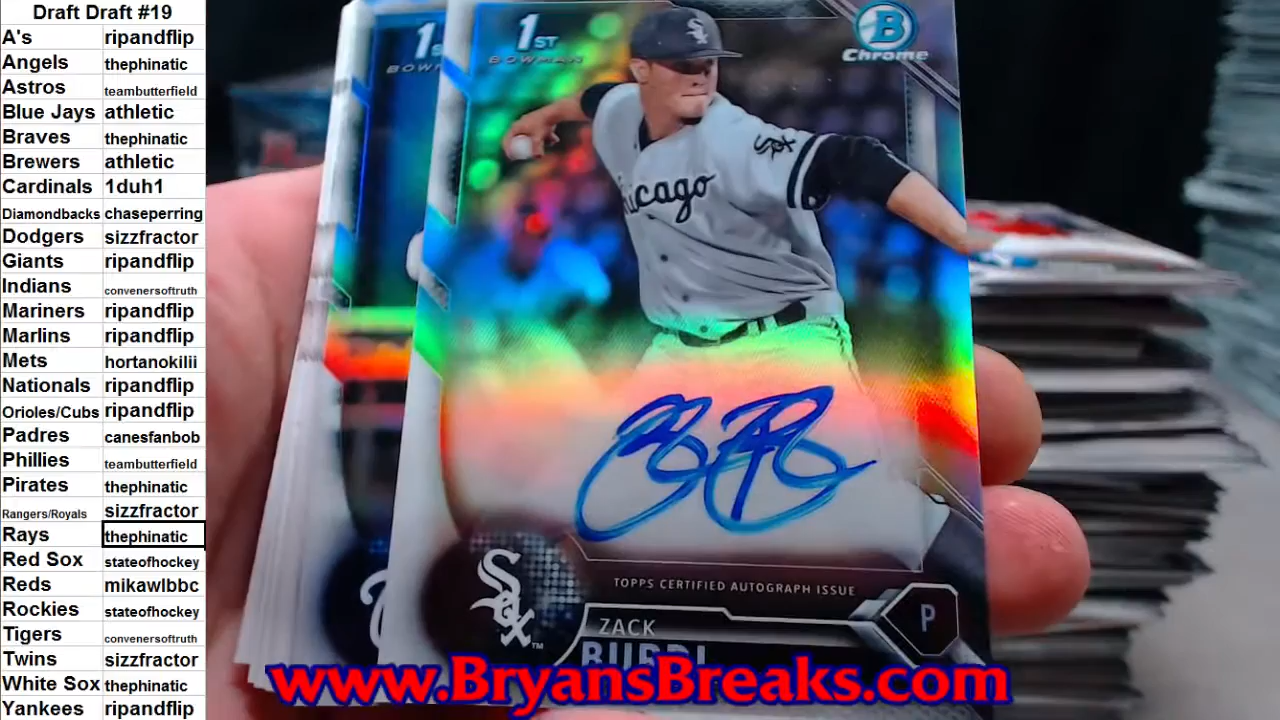 Draft Draft #19
A's ripandflip
Angels thephinatic
Astros teambutterfield
Blue Jays athletic
Braves thephinatic
Brewers athletic
Cardinals 1duh1
Diamondbacks chaseperring
Dodgers sizzfractor
Giants ripandflip
Indians convenersoftruth
Mariners ripandflip
Marlins ripandflip
Mets hortanokilii
Nationals ripandflip
Orioles/Cubs ripandflip
Padres canesfanbob
Phillies teambutterfield
Pirates thephinatic
Rangers/Royals sizzfractor
Rays thephinatic
Red Sox stateofhockey
Reds mikawlbbc
Rockies stateofhockey
Tigers convenersoftruth
Twins sizzfractor
White Sox thephinatic
Yankees ripandflip
1ST
BOWMAN
B
Chrome
Sox
Chicago
TOPPS CERTIFIED AUTOGRAPH ISSUE
Sox
TM
P
ZACK
www.BryansBreaks.com